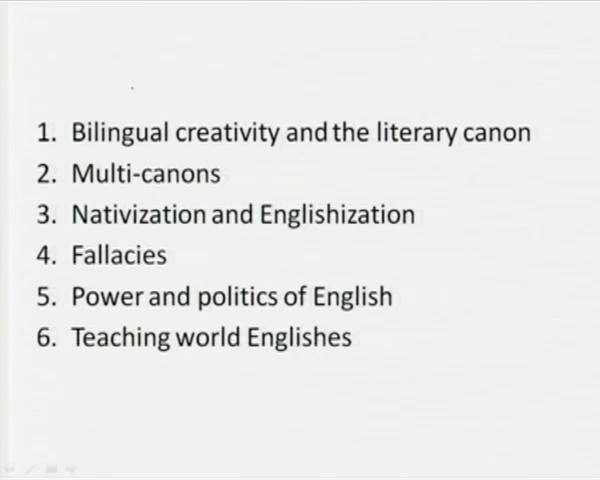 1. Bilingual creativity and the literary canon
2. Multi-canons
3. Nativization and Englishization
4. Fallacies
5. Power and politics of English
6. Teaching world Englishes